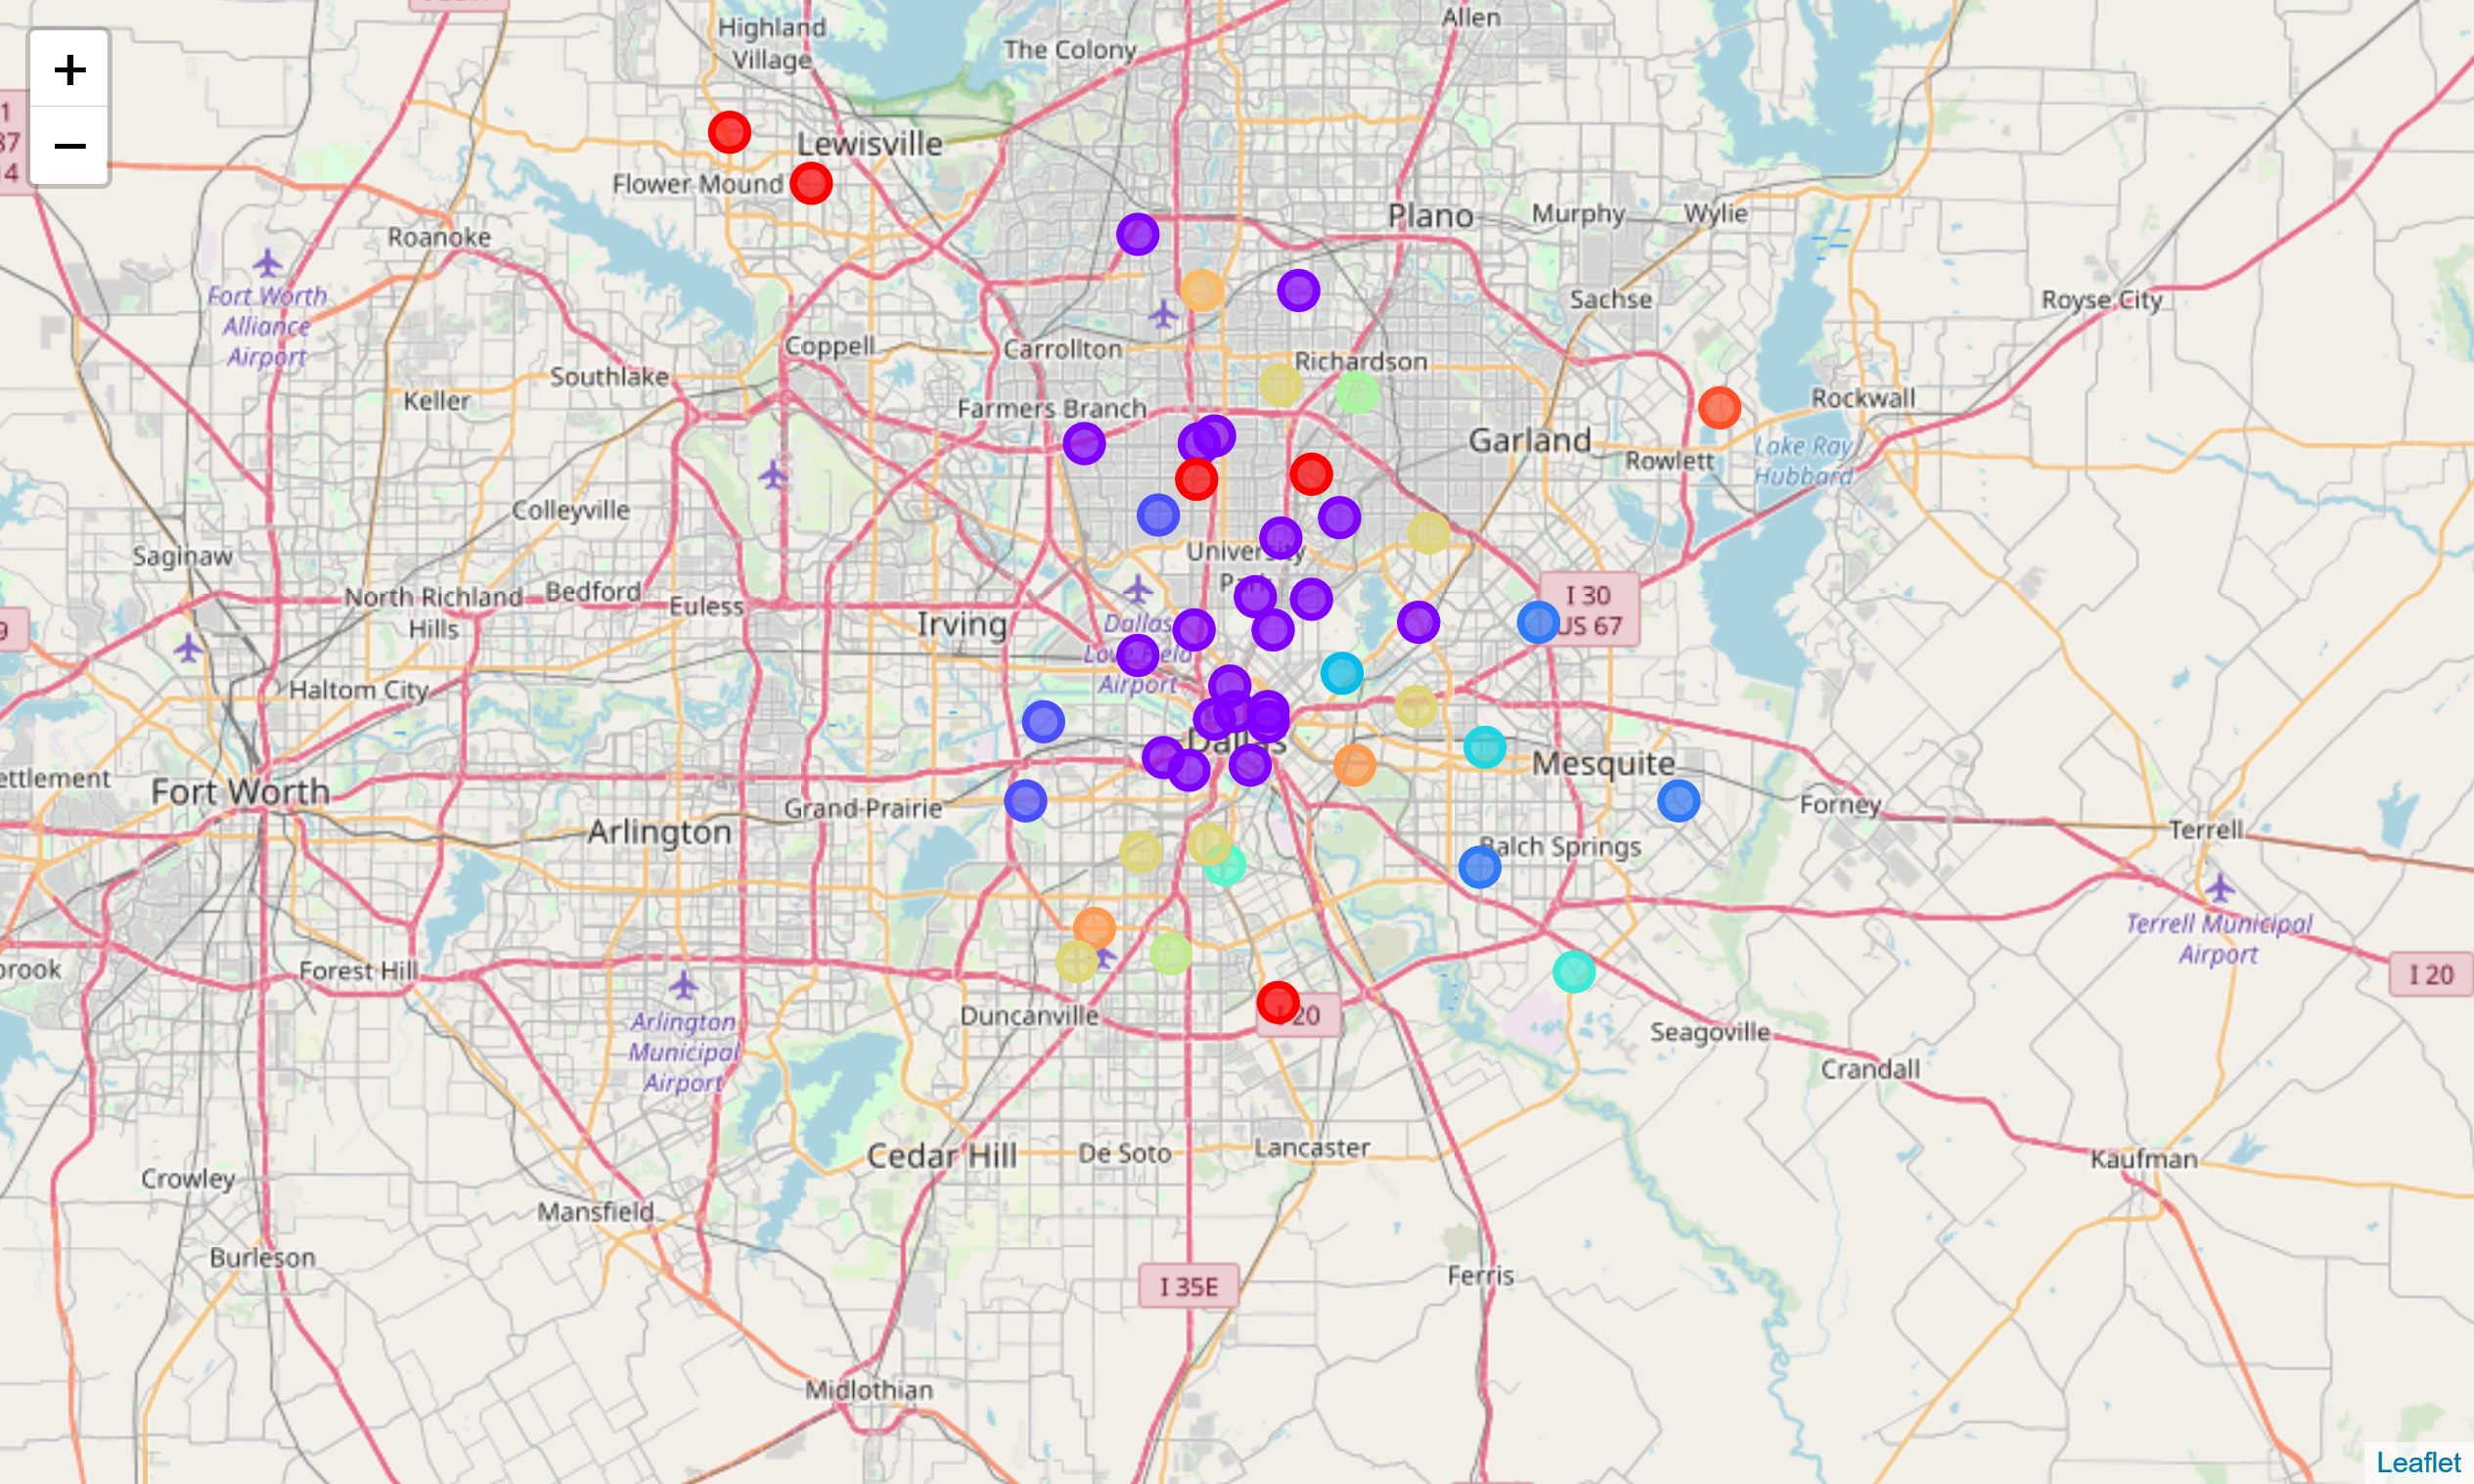 +
−
Highland
Village
The Colony
Allen
Lewisville
Flower Mound
Plano
Murphy
Wylie
Roanoke
Fort Worth
Alliance
Airport
Sachse
Royse City
Coppell
Carrollton
Richardson
Southlake
Keller
Farmers Branch
Rockwall
Garland
Lake Ray
Hubbard
Rowlett
Colleyville
Saginaw
University
Park
North Richland
Hills
Bedford
Euless
Irving
Dallas
Love Field
Airport
I 30
US 67
Haltom City
Dallas
Mesquite
ettlement
Fort Worth
Grand Prairie
Arlington
Forney
Terrell
Balch Springs
Terrell Municipal
Airport
brook
Forest Hill
I 20
Arlington
Municipal
Airport
Duncanville
I 20
Seagoville
Crandall
Cedar Hill
De Soto
Lancaster
Kaufman
Crowley
Mansfield
Burleson
I 35E
Ferris
Midlothian
Leaflet